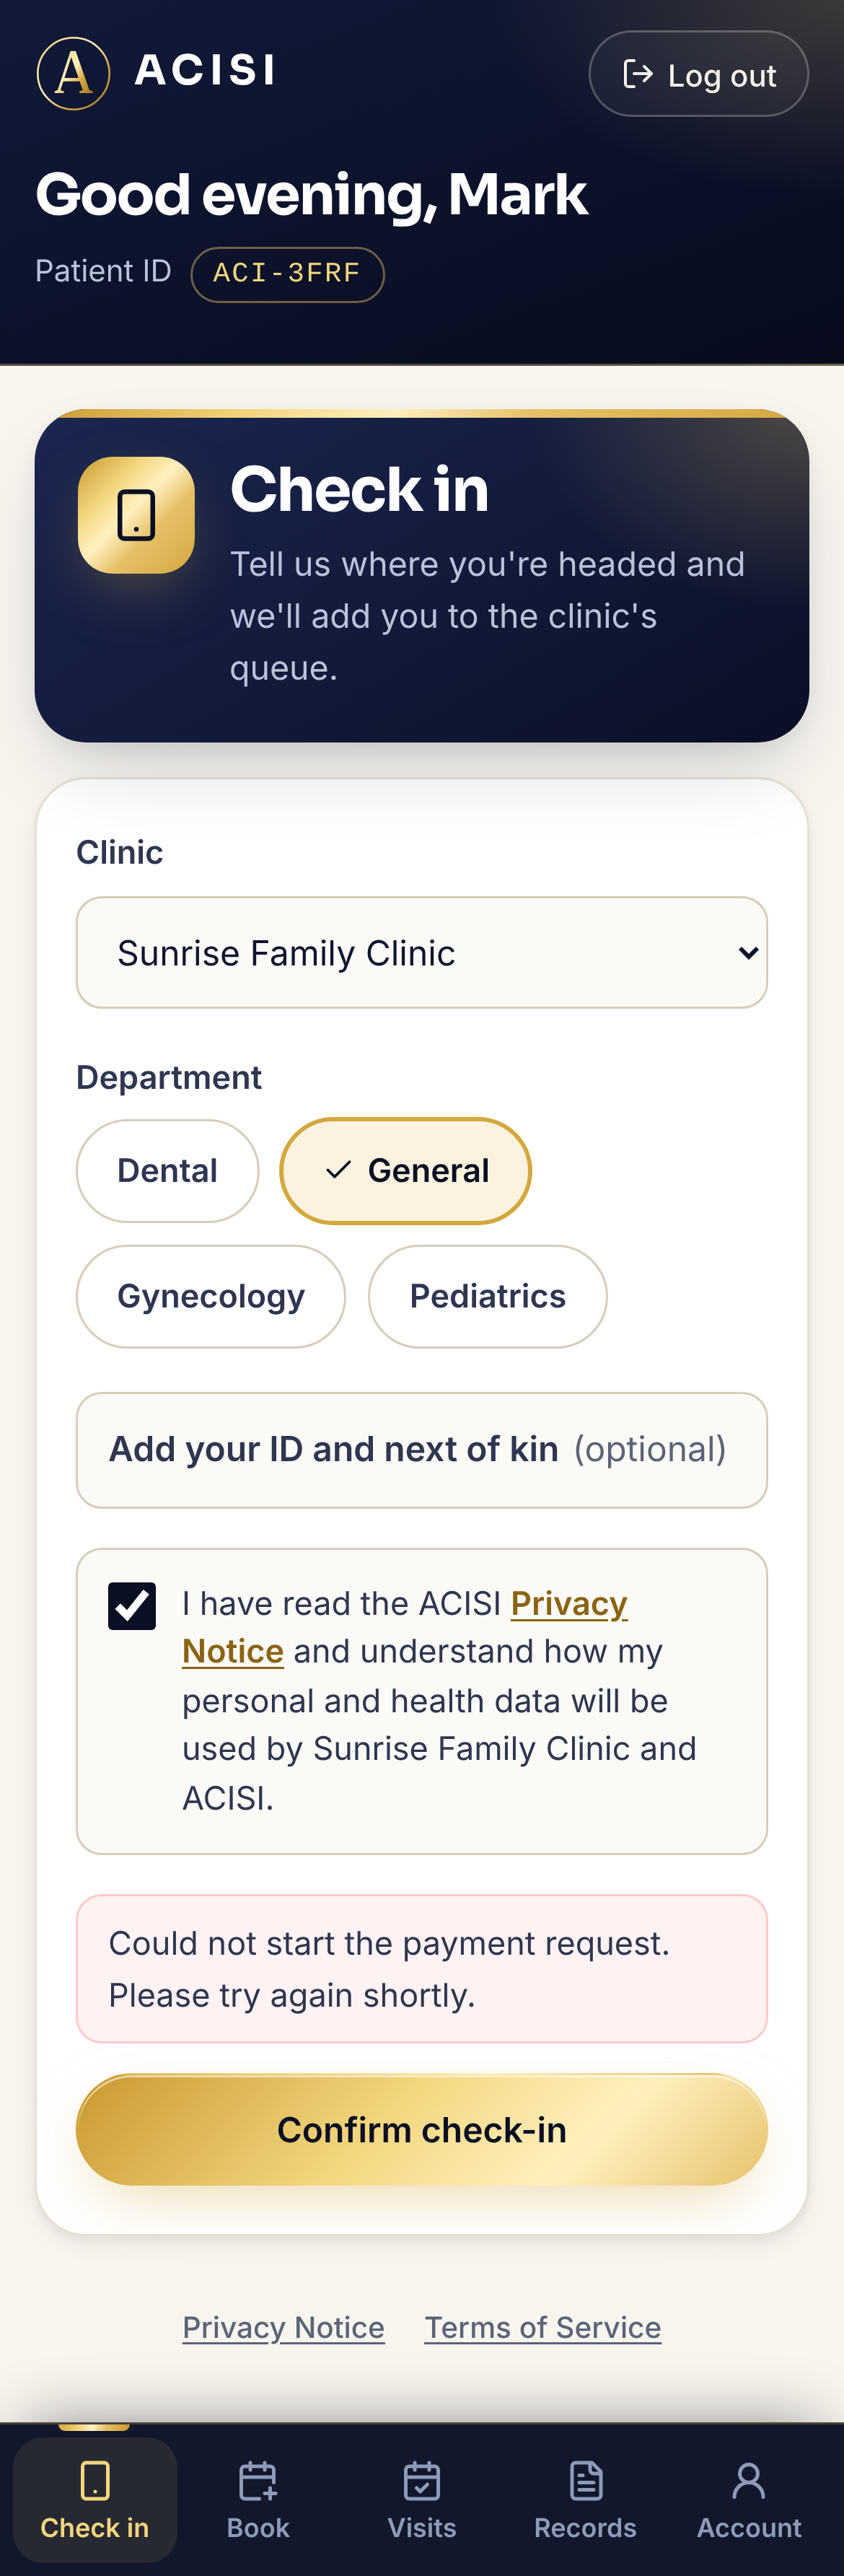 A ACISI
Log out
Good evening, Mark
Patient ID ACI-3FRF
Check in
Tell us where you're headed and
we'll add you to the clinic's
queue.
Clinic
Sunrise Family Clinic
Department
Dental
General
Gynecology
Pediatrics
Add your ID and next of kin (optional)
I have read the ACISI Privacy
Notice and understand how my
personal and health data will be
used by Sunrise Family Clinic and
ACISI.
Could not start the payment request.
Please try again shortly.
Confirm check-in
Privacy Notice Terms of Service
Check in Book Visits Records Account